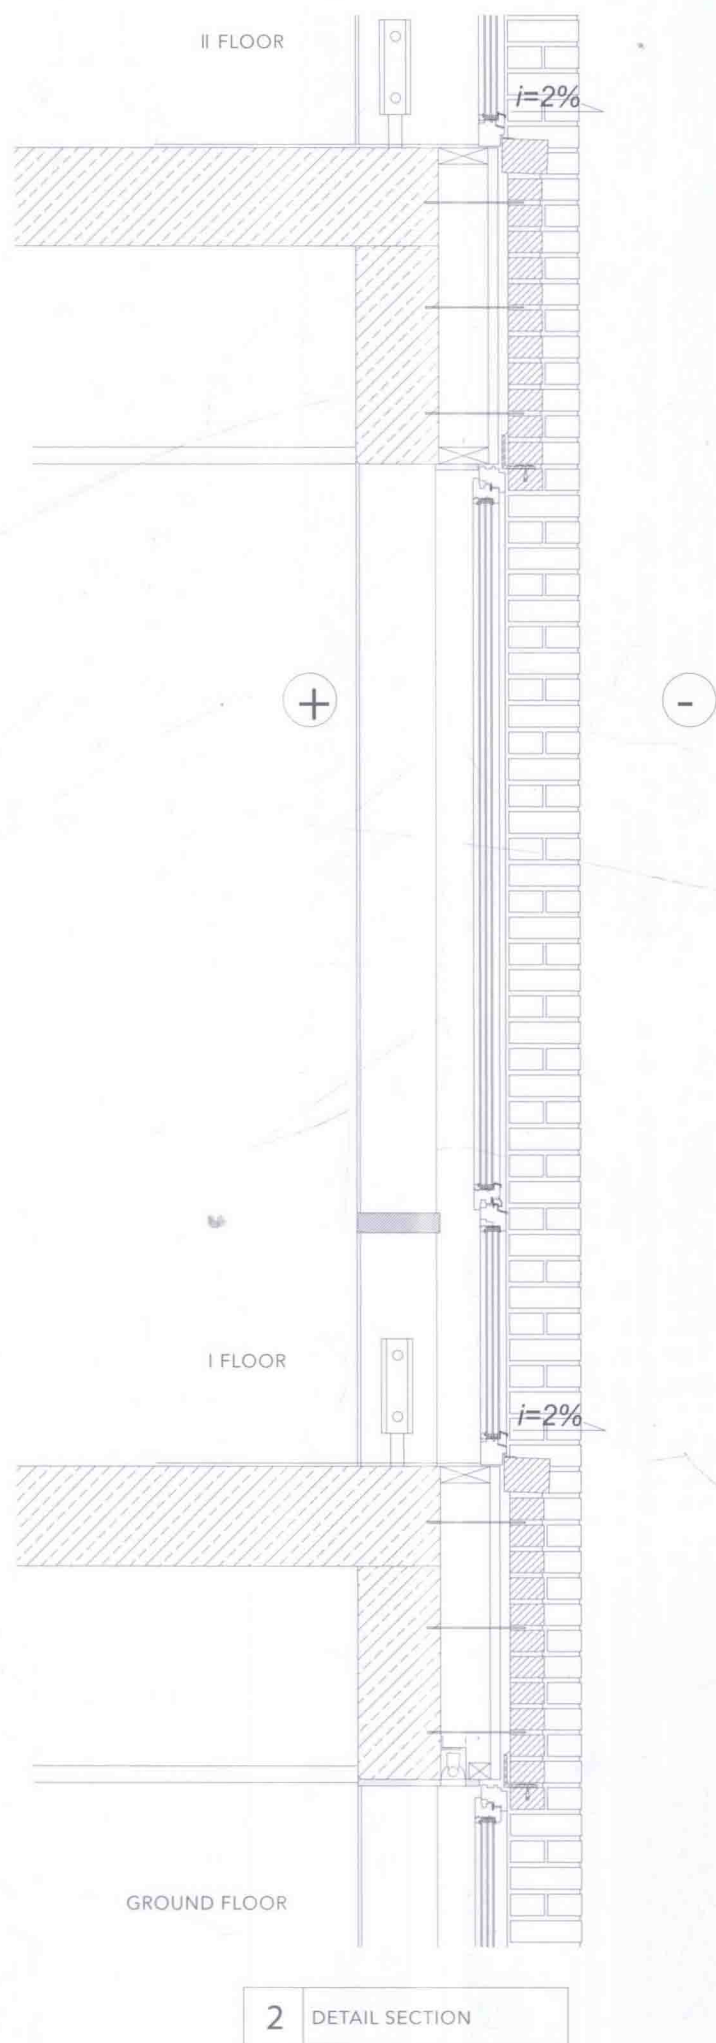 II FLOOR
i=2%
+
-
I FLOOR
i=2%
GROUND FLOOR
2 DETAIL SECTION